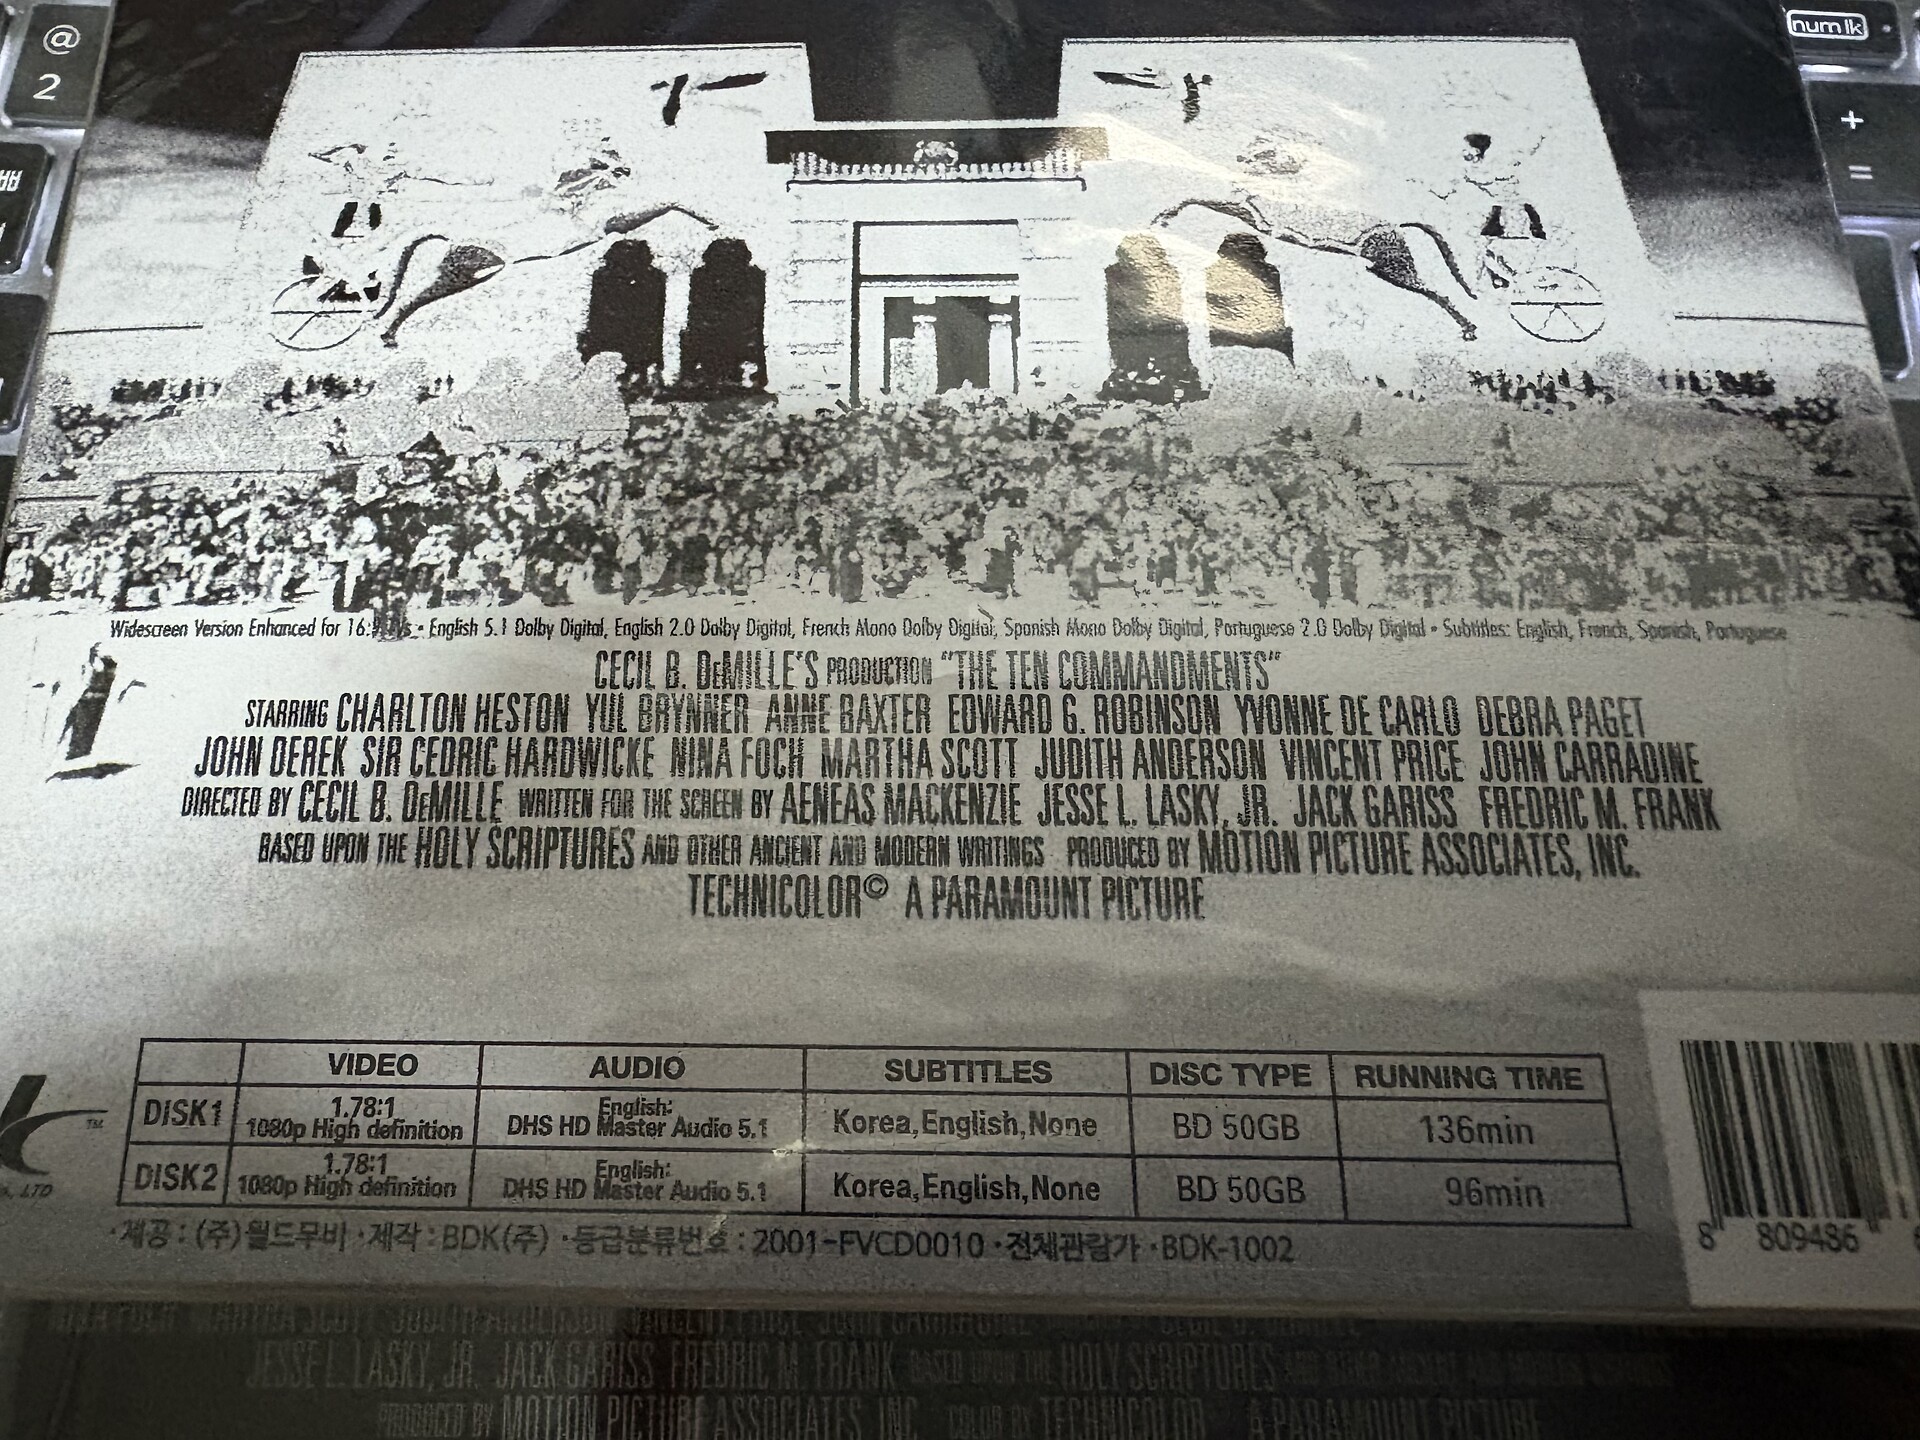 @
2
num lk
+
=
Widescreen Version Enhanced for 16:9 TVs • English 5.1 Dolby Digital, English 2.0 Dolby Digital, French Mono Dolby Digital, Spanish Mono Dolby Digital, Portuguese 2.0 Dolby Digital • Subtitles: English, French, Spanish, Portuguese
CECIL B. DeMILLE'S PRODUCTION "THE TEN COMMANDMENTS"
STARRING CHARLTON HESTON YUL BRYNNER ANNE BAXTER EDWARD G. ROBINSON YVONNE DE CARLO DEBRA PAGET
JOHN DEREK SIR CEDRIC HARDWICKE NINA FOCH MARTHA SCOTT JUDITH ANDERSON VINCENT PRICE JOHN CARRADINE
DIRECTED BY CECIL B. DeMILLE WRITTEN FOR THE SCREEN BY AENEAS MACKENZIE JESSE L. LASKY, JR. JACK GARISS FREDRIC M. FRANK
BASED UPON THE HOLY SCRIPTURES AND OTHER ANCIENT AND MODERN WRITINGS PRODUCED BY MOTION PICTURE ASSOCIATES, INC.
TECHNICOLOR© A PARAMOUNT PICTURE
VIDEO AUDIO SUBTITLES DISC TYPE RUNNING TIME
DISK1 1.78:1 1080p High definition English: DHS HD Master Audio 5.1 Korea,English,None BD 50GB 136min
DISK2 1.78:1 1080p High definition English: DHS HD Master Audio 5.1 Korea,English,None BD 50GB 96min
TM
LTD
·제공 : (주)월드무비 ·제작 : BDK(주) ·등급분류번호 : 2001-FVCD0010 ·전체관람가 ·BDK-1002
8 809486
JESSE L. LASKY, JR. JACK GARISS FREDRIC M. FRANK BASED UPON THE HOLY SCRIPTURES
PRODUCED BY MOTION PICTURE ASSOCIATES, INC. COLOR BY TECHNICOLOR A PARAMOUNT PICTURE